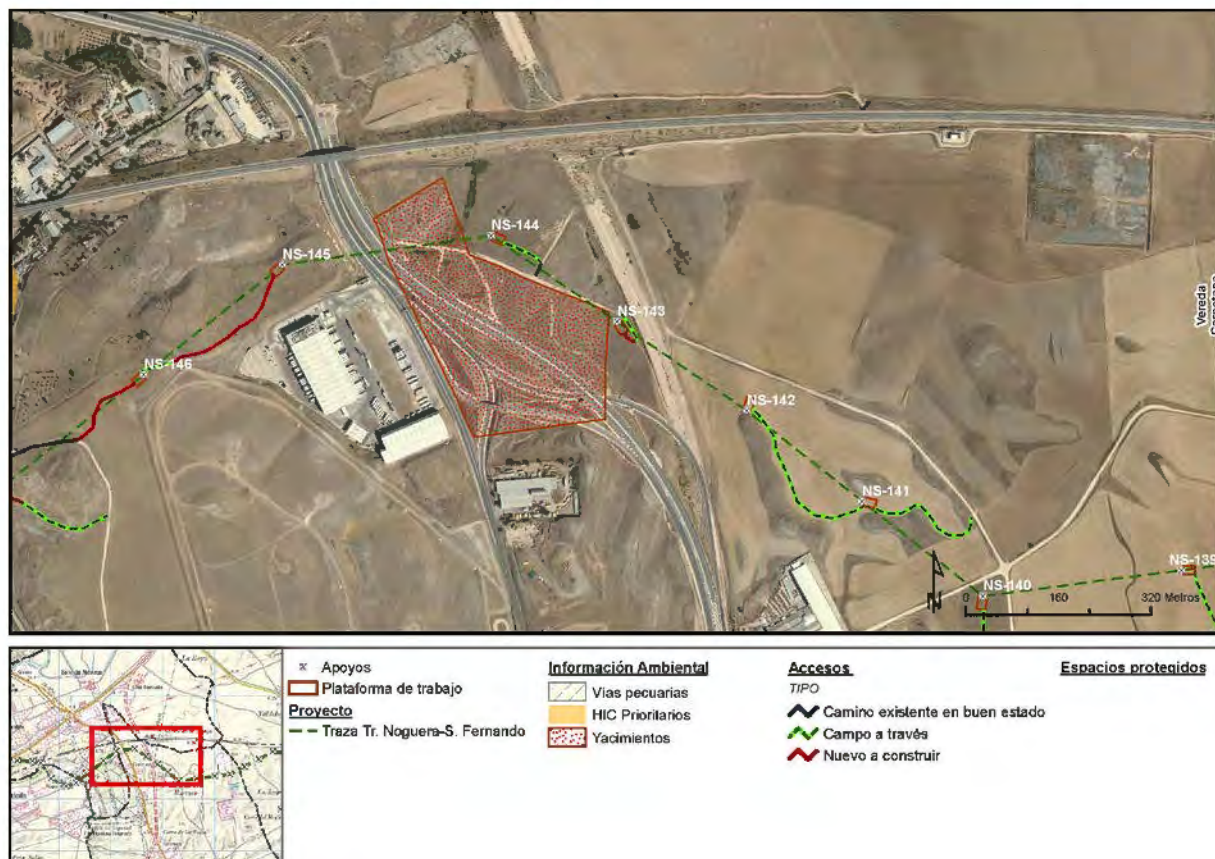 NS-144
NS-145
NS-143
Vereda
NS-146
NS-142
NS-141
NS-139
NS-140
0 160 320 Metros
N
Apoyos
Plataforma de trabajo
Proyecto
Traza Tr. Noguera-S. Fernando
Información Ambiental
Vias pecuarias
HIC Prioritarios
Yacimientos
Accesos
TIPO
Camino existente en buen estado
Campo a través
Nuevo a construir
Espacios protegidos